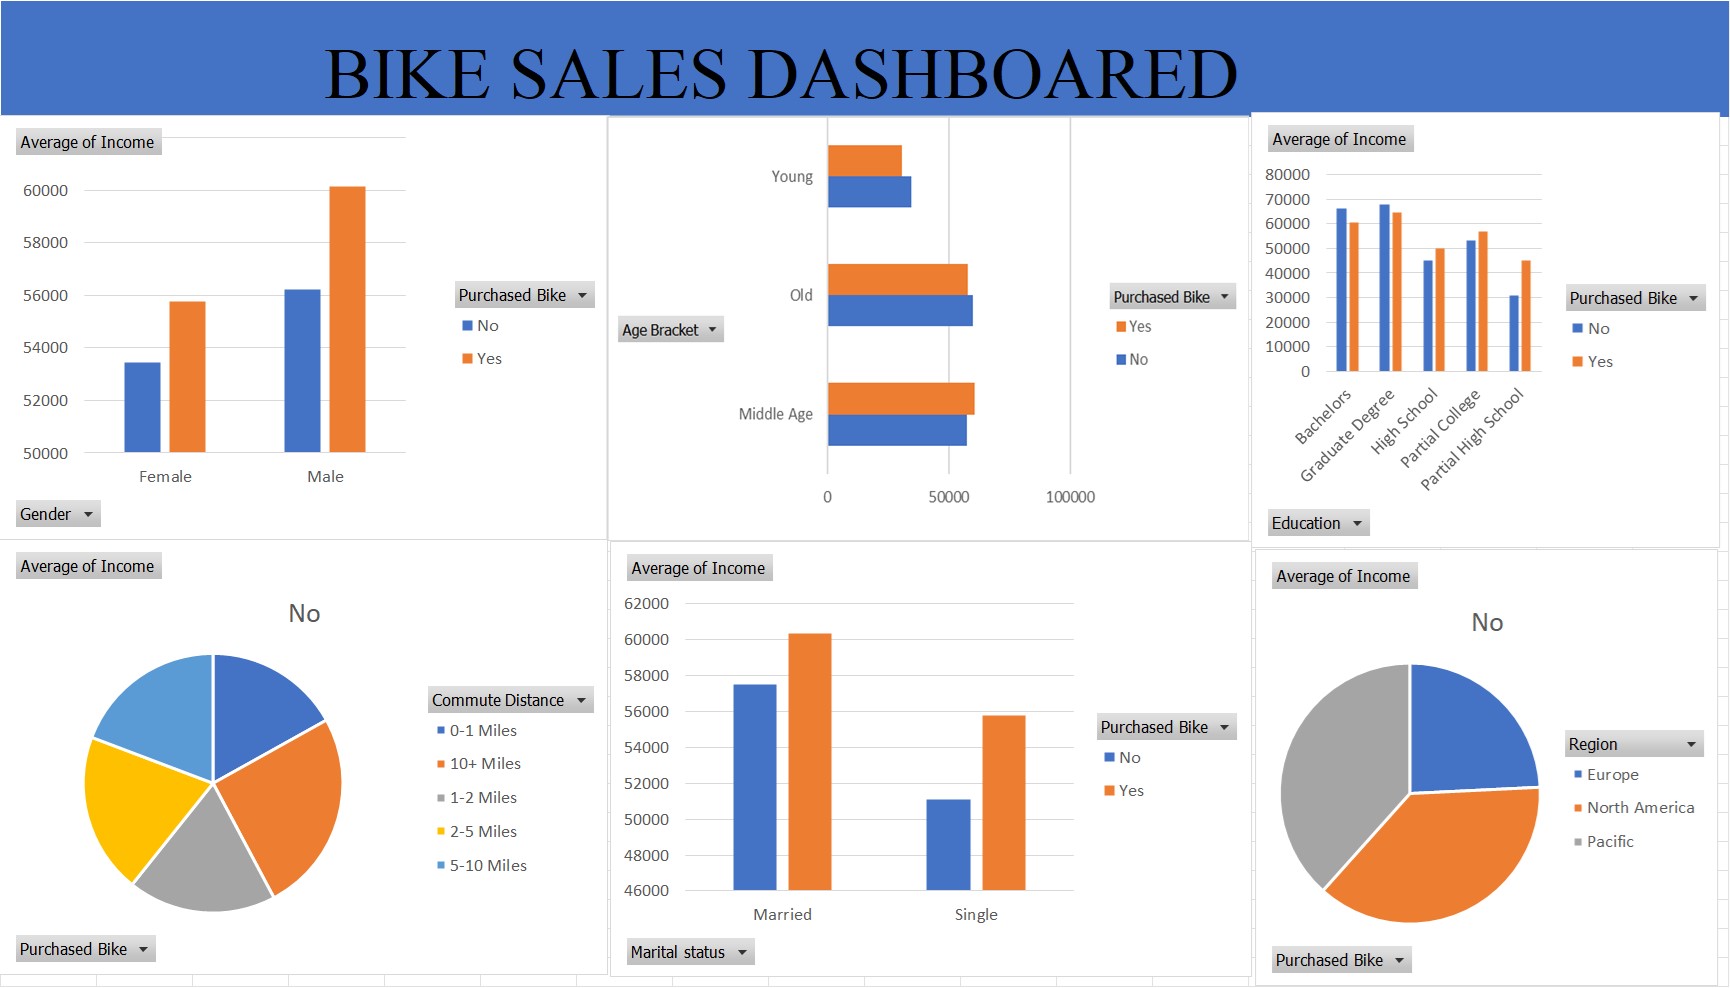 BIKE SALES DASHBOARED
Average of Income
60000
58000
56000
54000
52000
50000
Female
Male
Gender
Purchased Bike
No
Yes
Young
Old
Middle Age
0
50000
100000
Age Bracket
Purchased Bike
Yes
No
Average of Income
80000
70000
60000
50000
40000
30000
20000
10000
0
Bachelors
Graduate Degree
High School
Partial College
Partial High School
Education
Purchased Bike
No
Yes
Average of Income
No
Commute Distance
0-1 Miles
10+ Miles
1-2 Miles
2-5 Miles
5-10 Miles
Purchased Bike
Average of Income
62000
60000
58000
56000
54000
52000
50000
48000
46000
Married
Single
Marital status
Purchased Bike
No
Yes
Average of Income
No
Region
Europe
North America
Pacific
Purchased Bike